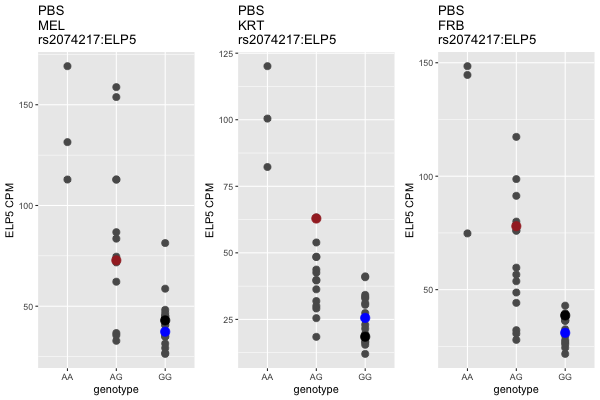 PBS
MEL
rs2074217:ELP5
ELP5 CPM
150
100
50
AA
AG
GG
genotype
PBS
KRT
rs2074217:ELP5
ELP5 CPM
125
100
75
50
25
AA
AG
GG
genotype
PBS
FRB
rs2074217:ELP5
ELP5 CPM
150
100
50
AA
AG
GG
genotype